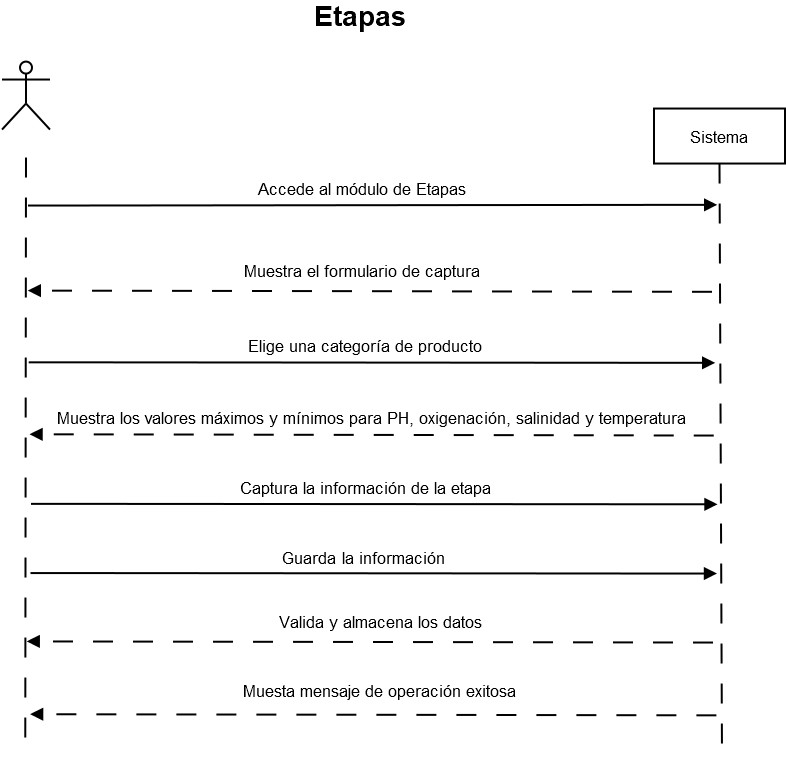 Etapas
Sistema
Accede al módulo de Etapas
Muestra el formulario de captura
Elige una categoría de producto
Muestra los valores máximos y mínimos para PH, oxigenación, salinidad y temperatura
Captura la información de la etapa
Guarda la información
Valida y almacena los datos
Muesta mensaje de operación exitosa